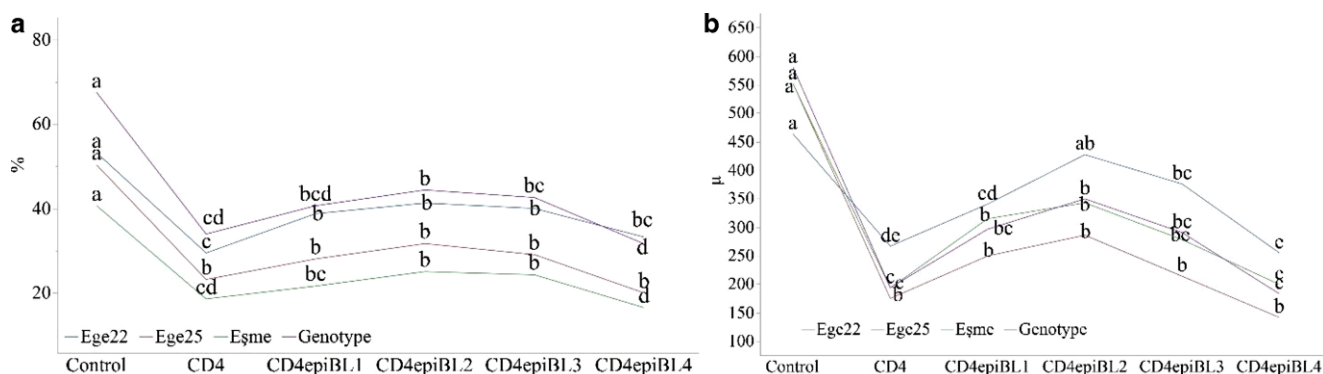 a
80
60
40
20
%
a
a
a
a
cd
c
b
cd
bcd
b
b
bc
b
b
b
b
bc
b
b
b
bc
d
b
d
Ege22 Ege25 Eşme Genotype
Control CD4 CD4epiBL1 CD4epiBL2 CD4epiBL3 CD4epiBL4
b
650
600
550
500
450
400
350
300
250
200
150
100
µ
a
a
a
a
dc
c
c
b
cd
b
bc
b
ab
b
b
b
bc
bc
bc
b
c
c
c
b
Ege22 Ege25 Eşme Genotype
Control CD4 CD4epiBL1 CD4epiBL2 CD4epiBL3 CD4epiBL4